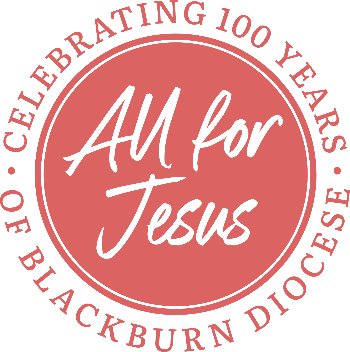 CELEBRATING 100 YEARS
All for
Jesus
• OF BLACKBURN DIOCESE •